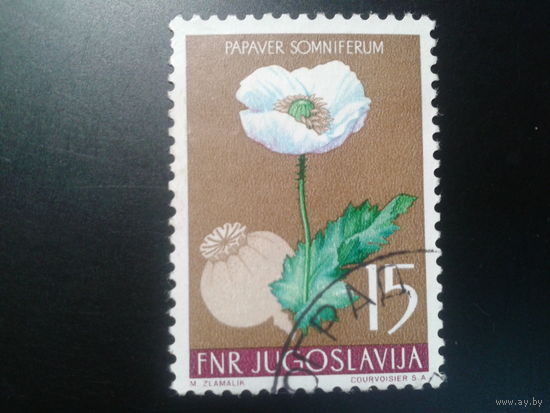 PAPAVER SOMNIFERUM
15
FNR JUGOSLAVIJA
M. ZLAMALIK COURVOISIER S.A.
www.ay.by